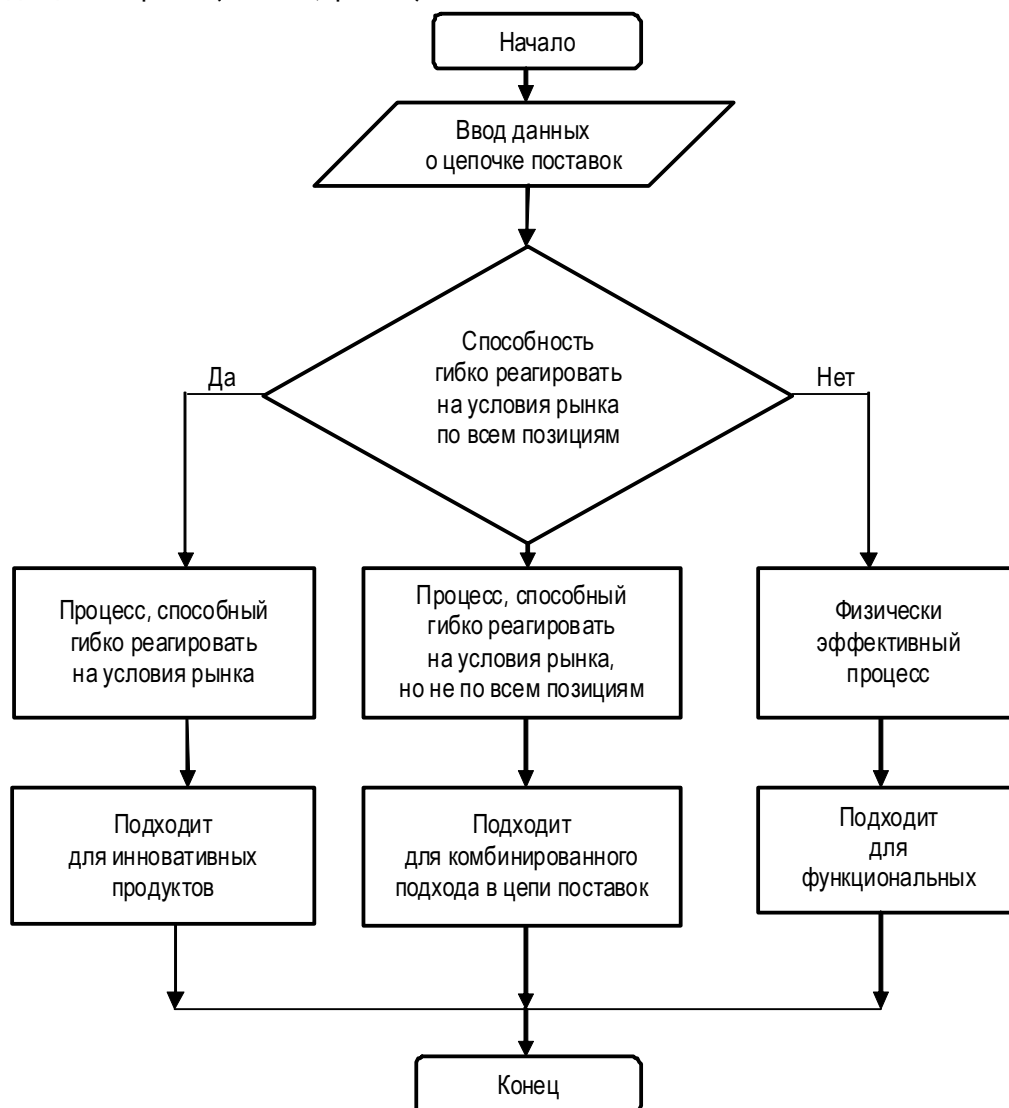 Начало
Ввод данных
о цепочке поставок
Способность
гибко реагировать
на условия рынка
по всем позициям
Да
Нет
Процесс, способный
гибко реагировать
на условия рынка
Процесс, способный
гибко реагировать
на условия рынка,
но не по всем позициям
Физически
эффективный
процесс
Подходит
для инновативных
продуктов
Подходит
для комбинированного
подхода в цепи поставок
Подходит
для
функциональных
Конец